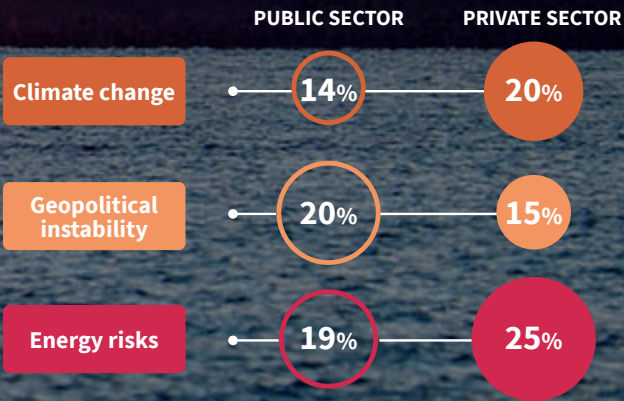 PUBLIC SECTOR PRIVATE SECTOR
Climate change 14% 20%
Geopolitical
instability 20% 15%
Energy risks 19% 25%